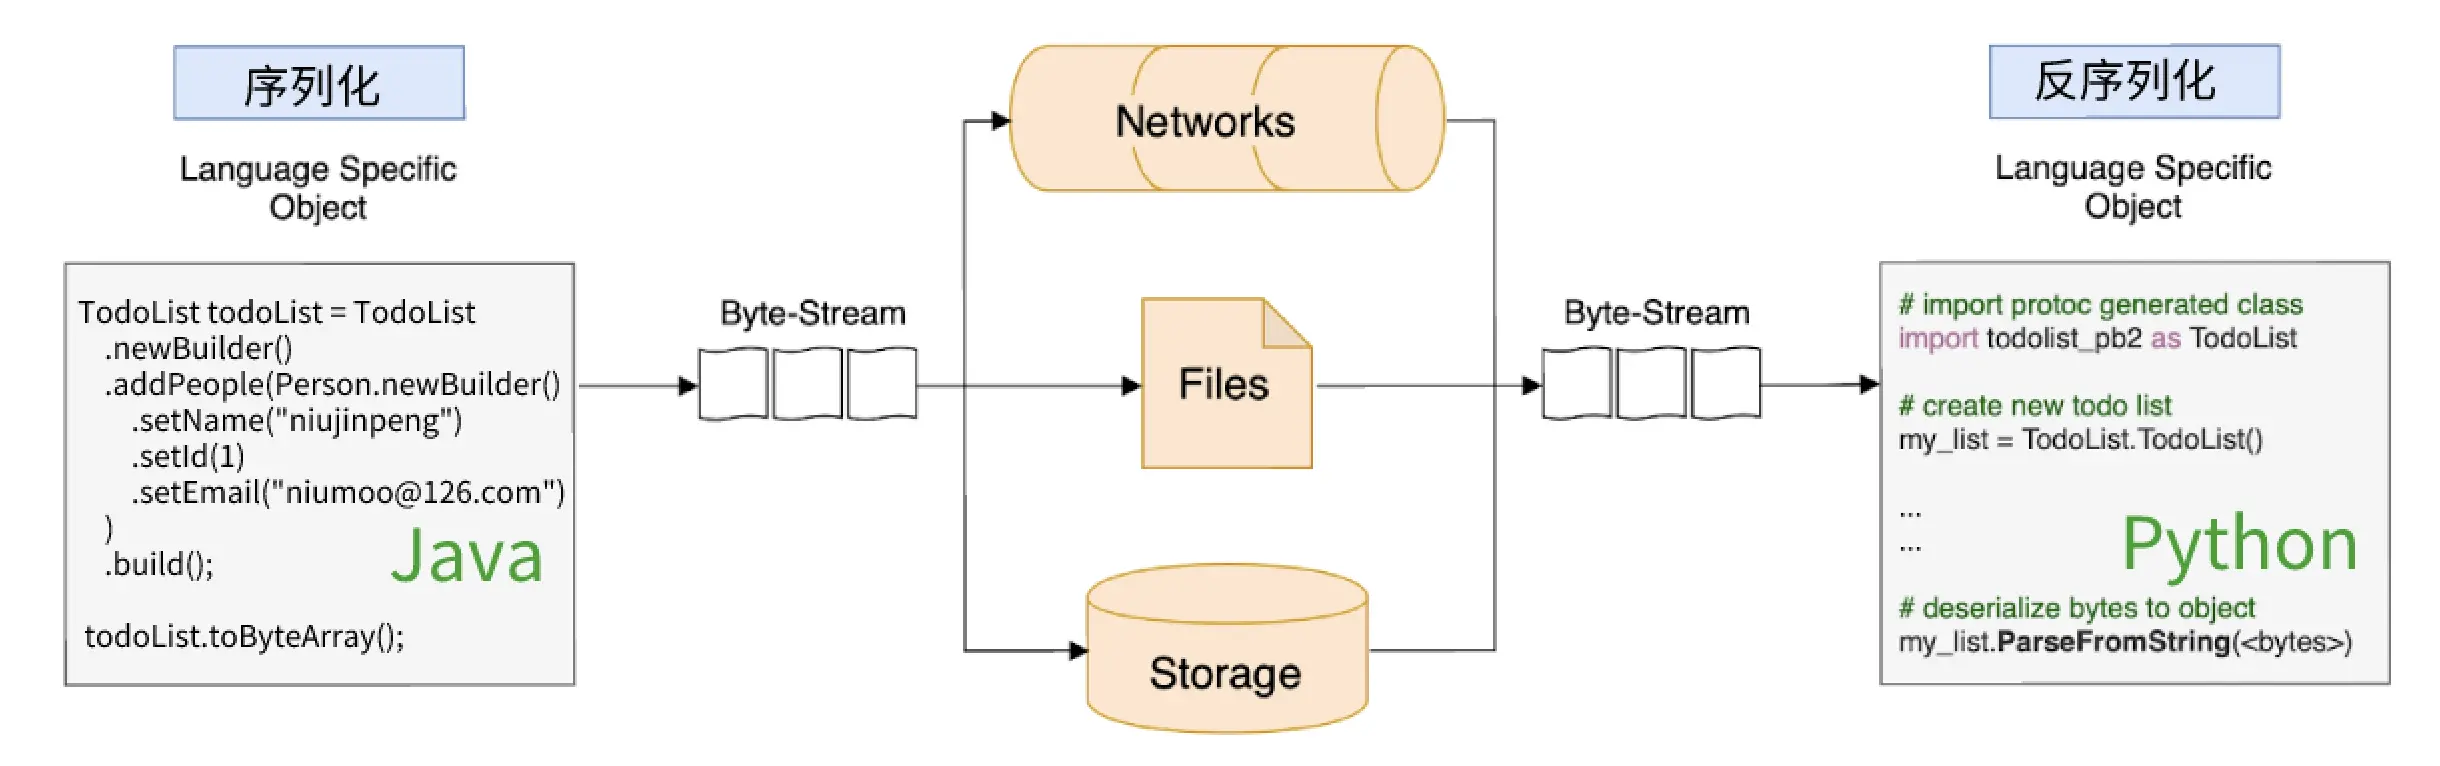 序列化
Language Specific
Object
TodoList todoList = TodoList
.newBuilder()
.addPeople(Person.newBuilder()
.setName("niujinpeng")
.setId(1)
.setEmail("niumoo@126.com")
)
.build();
todoList.toByteArray();
Java
Byte-Stream
Networks
Files
Storage
Byte-Stream
反序列化
Language Specific
Object
# import protoc generated class
import todolist_pb2 as TodoList
# create new todo list
my_list = TodoList.TodoList()
...
...
# deserialize bytes to object
my_list.ParseFromString(<bytes>)
Python